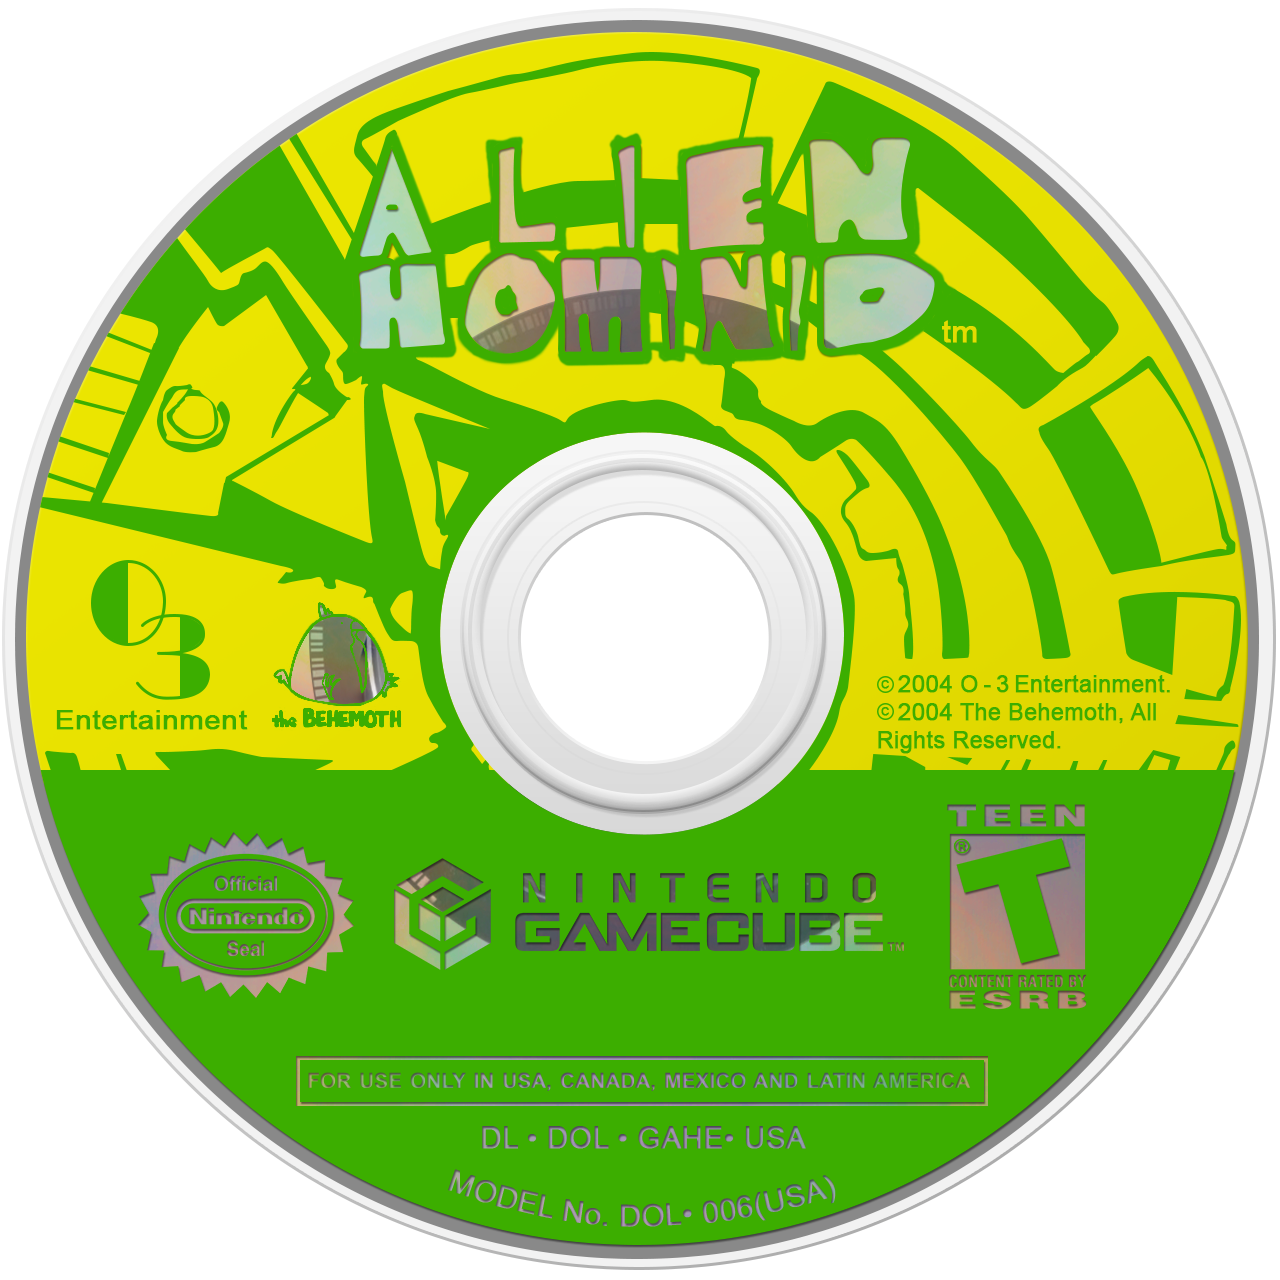 ALIEN
HOMINID tm
O3
Entertainment
the BEHEMOTH
©2004 O-3 Entertainment.
©2004 The Behemoth, All
Rights Reserved.
Official
Nintendo®
Seal
NINTENDO
GAMECUBE™
TEEN
®
T
CONTENT RATED BY
ESRB
FOR USE ONLY IN USA, CANADA, MEXICO AND LATIN AMERICA
DL • DOL • GAHE• USA
MODEL No. DOL• 006(USA)